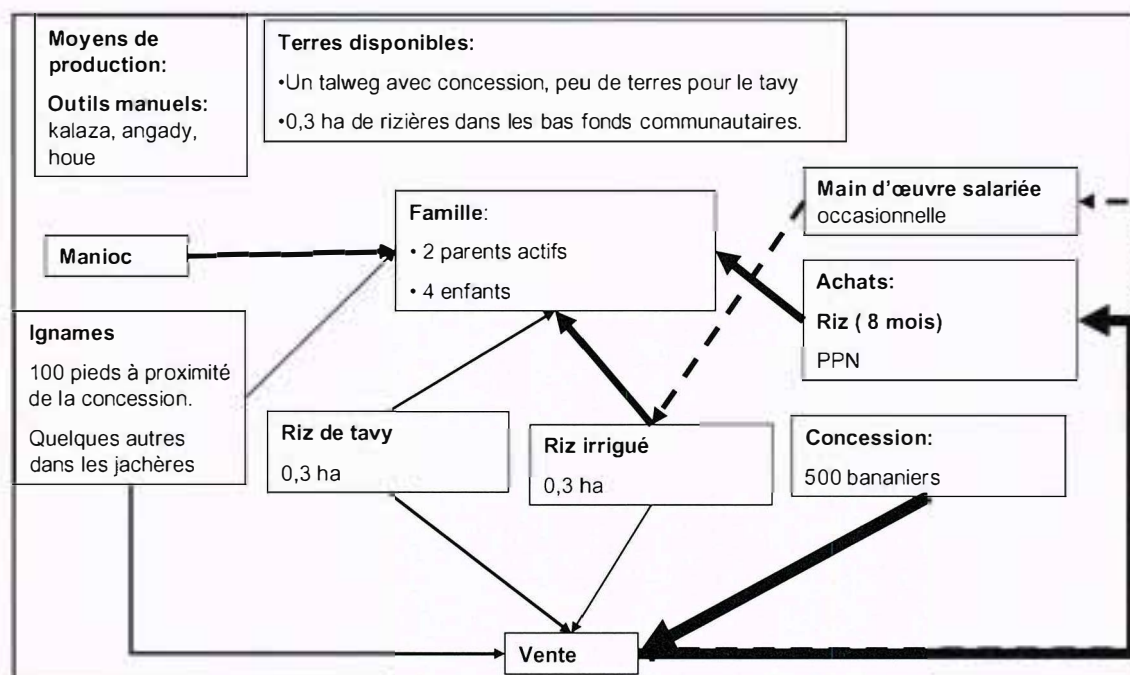 Moyens de
production:
Outils manuels:
kalaza, angady,
houe
Terres disponibles:
•Un talweg avec concession, peu de terres pour le tavy
•0,3 ha de rizières dans les bas fonds communautaires.
Main d'œuvre salariée
occasionnelle
Famille:
• 2 parents actifs
• 4 enfants
Manioc
Achats:
Riz ( 8 mois)
PPN
Ignames
100 pieds à proximité
de la concession.
Quelques autres
dans les jachères
Riz de tavy
0,3 ha
Riz irrigué
0,3 ha
Concession:
500 bananiers
Vente